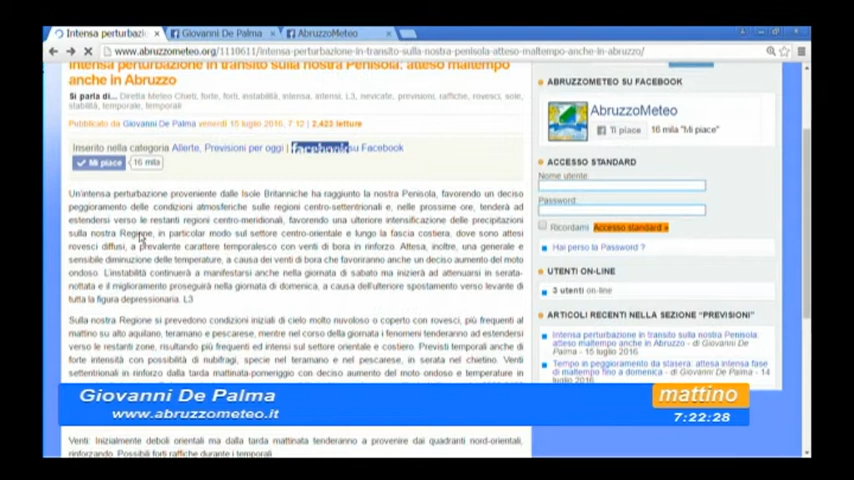 Intensa perturbazi
Giovanni De Palma
AbruzzoMeteo
www.abruzzometeo.org/1110611/intensa-perturbazione-in-transito-sulla-nostra-penisola-atteso-maltempo-anche-in-abruzzo/
Intensa perturbazione in transito sulla nostra Penisola: atteso maltempo
anche in Abruzzo
Si parla di... Diretta Meteo Chieti, forte, forti, instabilità, intensa, intensi, L3, nevicate, previsioni, raffiche, rovesci, sole,
stabilità, temporale, temporali
Pubblicato da Giovanni De Palma venerdì 15 luglio 2016, 7:12 | 2,423 letture
Inserito nella categoria Allerte, Previsioni per oggi | facebook su Facebook
Mi piace 16 mila
Un'intensa perturbazione proveniente dalle Isole Britanniche ha raggiunto la nostra Penisola, favorendo un deciso
peggioramento delle condizioni atmosferiche sulle regioni centro-settentrionali e, nelle prossime ore, tenderà ad
estendersi verso le restanti regioni centro-meridionali, favorendo una ulteriore intensificazione delle precipitazioni
sulla nostra Regione, in particolar modo sul settore centro-orientale e lungo la fascia costiera, dove sono attesi
rovesci diffusi, a prevalente carattere temporalesco con venti di bora in rinforzo. Attesa, inoltre, una generale e
sensibile diminuzione delle temperature, a causa dei venti di bora che favoriranno anche un deciso aumento del moto
ondoso. L'instabilità continuerà a manifestarsi anche nella giornata di sabato ma inizierà ad attenuarsi in serata-
nottata e il miglioramento proseguirà nella giornata di domenica, a causa dell'ulteriore spostamento verso levante di
tutta la figura depressionaria. L3
Sulla nostra Regione si prevedono condizioni iniziali di cielo molto nuvoloso o coperto con rovesci, più frequenti al
mattino su alto aquilano, teramano e pescarese, mentre nel corso della giornata i fenomeni tenderanno ad estendersi
verso le restanti zone, risultando più frequenti ed intensi sul settore orientale e costiero. Previsti temporali anche di
forte intensità con possibilità di nubifragi, specie nel teramano e nel pescarese, in serata nel chietino. Venti
settentrionali in rinforzo dalla tarda mattinata-pomeriggio con deciso aumento del moto ondoso e temperature in
Venti: Inizialmente deboli orientali ma dalla tarda mattinata tenderanno a provenire dai quadranti nord-orientali,
rinforzando. Possibili forti raffiche durante i temporali.
ABRUZZOMETEO SU FACEBOOK
AbruzzoMeteo
Ti piace 16 mila "Mi piace"
ACCESSO STANDARD
Nome utente:
Password:
Ricordami Accesso standard »
Hai perso la Password ?
UTENTI ON-LINE
3 utenti on-line
ARTICOLI RECENTI NELLA SEZIONE “PREVISIONI”
Intensa perturbazione in transito sulla nostra Penisola:
atteso maltempo anche in Abruzzo - di Giovanni De
Palma - 15 luglio 2016
Tempo in peggioramento da stasera: attesa intensa fase
di maltempo fino a domenica - di Giovanni De Palma - 14
luglio 2016
Giovanni De Palma
www.abruzzometeo.it
mattino
7:22:28